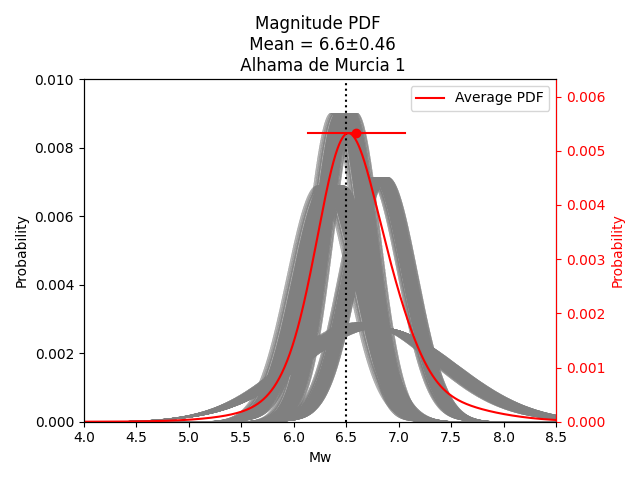 Magnitude PDF
Mean = 6.6±0.46
Alhama de Murcia 1
Average PDF
0.010
0.008
0.006
0.004
0.002
0.000
Probability
0.006
0.005
0.004
0.003
0.002
0.001
0.000
Probability
4.0 4.5 5.0 5.5 6.0 6.5 7.0 7.5 8.0 8.5
Mw